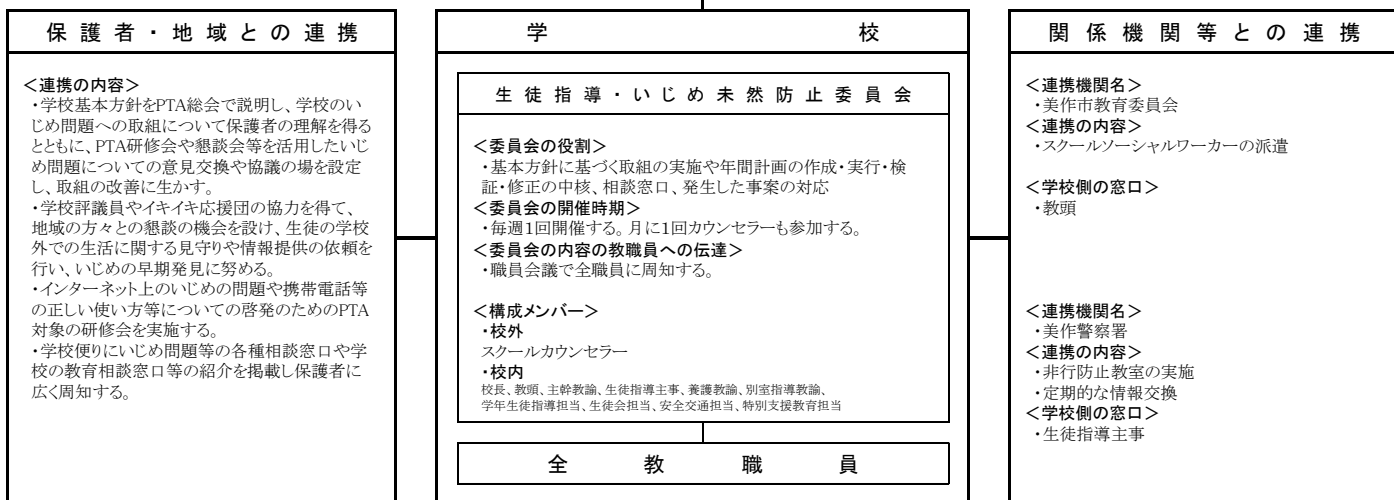 保護者・地域との連携
＜連携の内容＞
・学校基本方針をPTA総会で説明し、学校のい
じめ問題への取組について保護者の理解を得る
とともに、PTA研修会や懇談会等を活用したいじ
め問題についての意見交換や協議の場を設定
し、取組の改善に生かす。
・学校評議員やイキイキ応援団の協力を得て、
地域の方々との懇談の機会を設け、生徒の学校
外での生活に関する見守りや情報提供の依頼を
行い、いじめの早期発見に努める。
・インターネット上のいじめの問題や携帯電話等
の正しい使い方等についての啓発のためのPTA
対象の研修会を実施する。
・学校便りにいじめ問題等の各種相談窓口や学
校の教育相談窓口等の紹介を掲載し保護者に
広く周知する。
学校
生徒指導・いじめ未然防止委員会
＜委員会の役割＞
・基本方針に基づく取組の実施や年間計画の作成・実行・検
証・修正の中核、相談窓口、発生した事案の対応
＜委員会の開催時期＞
・毎週１回開催する。月に１回カウンセラーも参加する。
＜委員会の内容の教職員への伝達＞
・職員会議で全職員に周知する。
＜構成メンバー＞
・校外
スクールカウンセラー
・校内
校長、教頭、主幹教諭、生徒指導主事、養護教諭、別室指導教諭、
学年生徒指導担当、生徒会担当、安全交通担当、特別支援教育担当
全教職員
関係機関等との連携
＜連携機関名＞
・美作市教育委員会
＜連携の内容＞
・スクールソーシャルワーカーの派遣
＜学校側の窓口＞
・教頭
＜連携機関名＞
・美作警察署
＜連携の内容＞
・非行防止教室の実施
・定期的な情報交換
＜学校側の窓口＞
・生徒指導主事